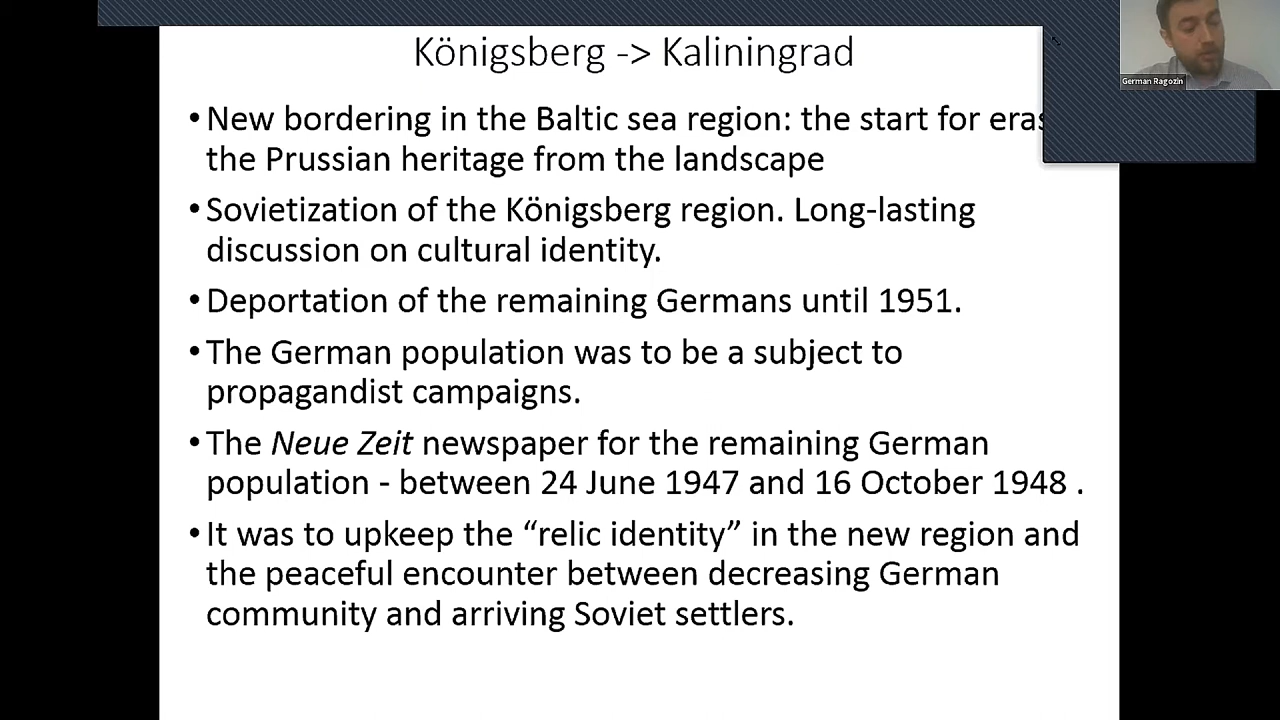 Königsberg -> Kaliningrad
German Ragozin
•New bordering in the Baltic sea region: the start for
the Prussian heritage from the landscape
•Sovietization of the Königsberg region. Long-lasting
discussion on cultural identity.
•Deportation of the remaining Germans until 1951.
•The German population was to be a subject to
propagandist campaigns.
•The Neue Zeit newspaper for the remaining German
population - between 24 June 1947 and 16 October 1948 .
•It was to upkeep the “relic identity” in the new region and
the peaceful encounter between decreasing German
community and arriving Soviet settlers.